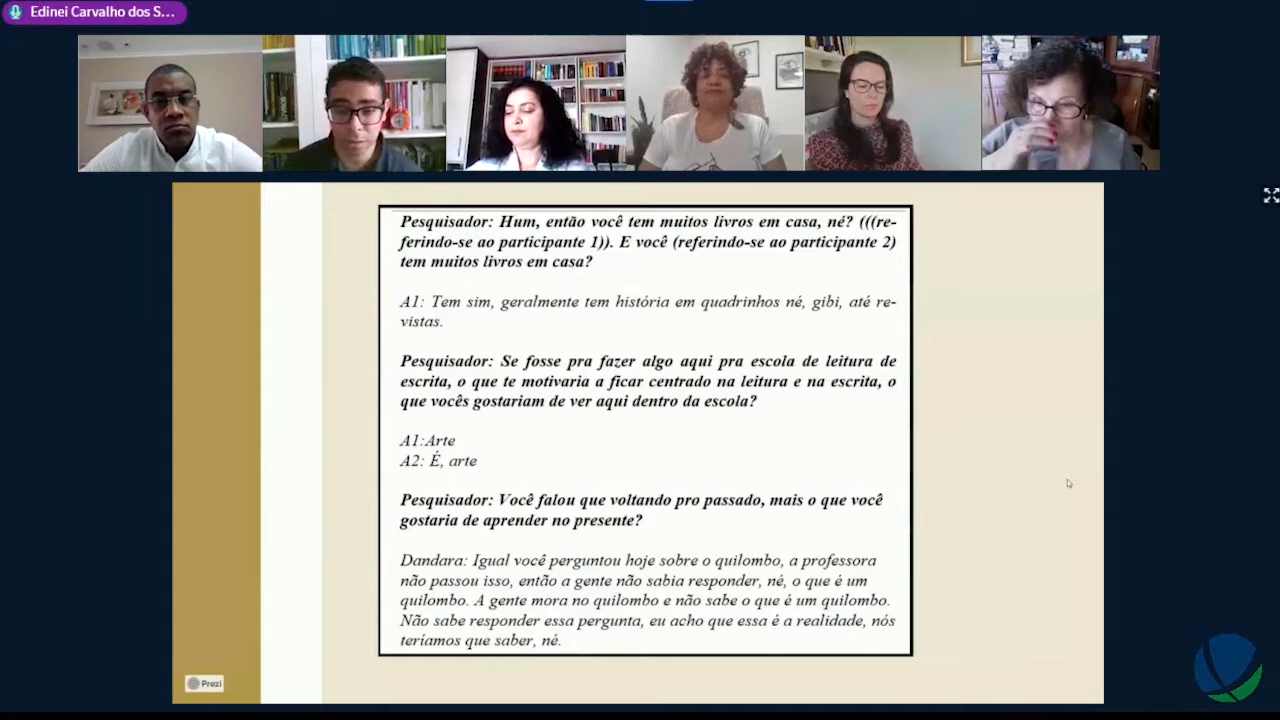 Edinei Carvalho dos S...
Pesquisador: Hum, então você tem muitos livros em casa, né? (((re-
ferindo-se ao participante 1)). E você (referindo-se ao participante 2)
tem muitos livros em casa?
A1: Tem sim, geralmente tem história em quadrinhos né, gibi, até re-
vistas.
Pesquisador: Se fosse pra fazer algo aqui pra escola de leitura de
escrita, o que te motivaria a ficar centrado na leitura e na escrita, o
que vocês gostariam de ver aqui dentro da escola?
A1:Arte
A2: É, arte
Pesquisador: Você falou que voltando pro passado, mais o que você
gostaria de aprender no presente?
Dandara: Igual você perguntou hoje sobre o quilombo, a professora
não passou isso, então a gente não sabia responder, né, o que é um
quilombo. A gente mora no quilombo e não sabe o que é um quilombo.
Não sabe responder essa pergunta, eu acho que essa é a realidade, nós
teríamos que saber, né.
Prezi